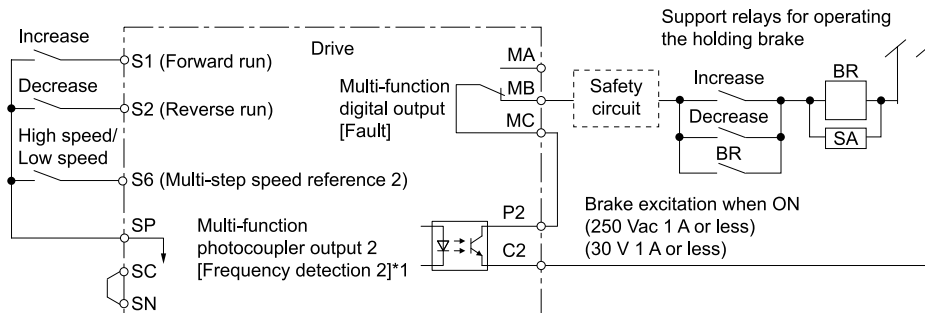 Support relays for operating
the holding brake
Increase
Drive
S1 (Forward run)
MA
Multi-function
digital output
[Fault]
MB
MC
Safety
circuit
Increase
BR
Decrease
S2 (Reverse run)
Decrease
SA
BR
High speed/
Low speed
S6 (Multi-step speed reference 2)
SP
Multi-function
photocoupler output 2
[Frequency detection 2]*1
P2
C2
Brake excitation when ON
(250 Vac 1 A or less)
(30 V 1 A or less)
SC
SN